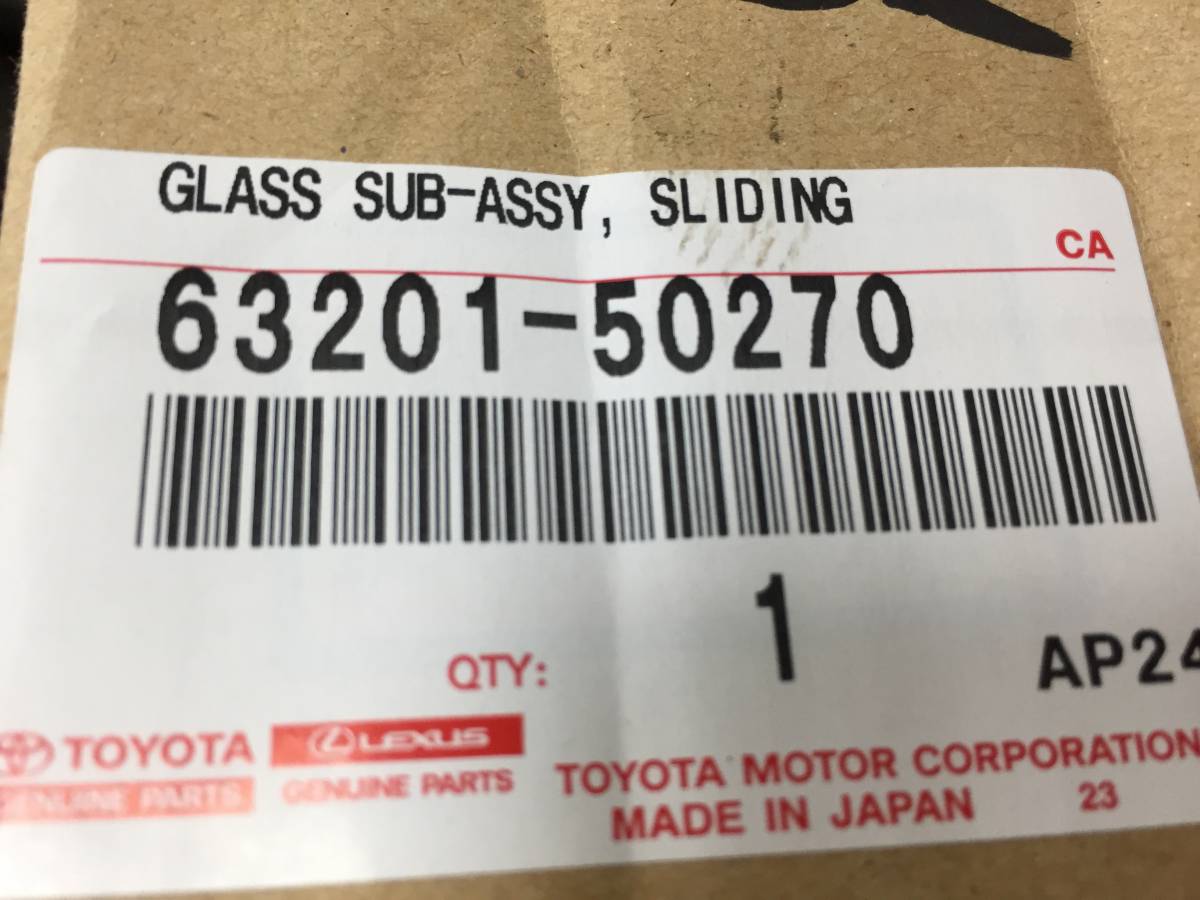 GLASS SUB-ASSY, SLIDING
CA
63201-50270
QTY: 1
AP24
TOYOTA
GENUINE PARTS
LEXUS
GENUINE PARTS
TOYOTA MOTOR CORPORATION
MADE IN JAPAN 23